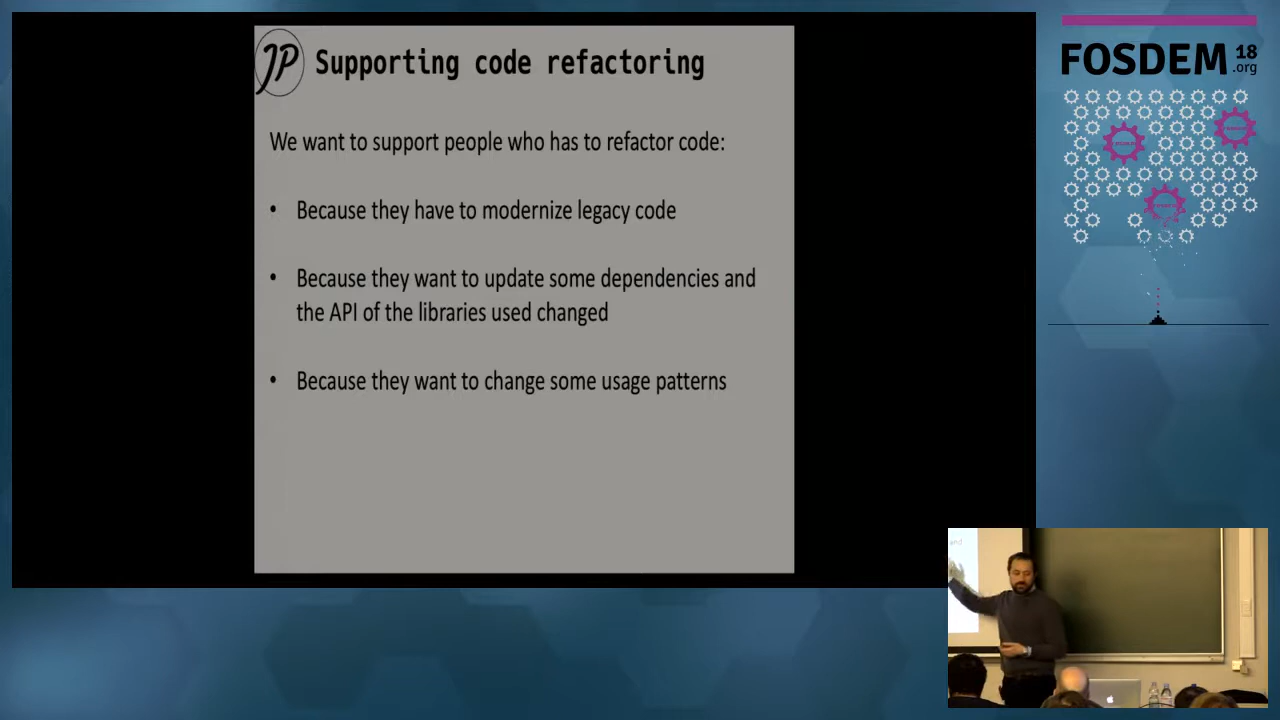 JP Supporting code refactoring
We want to support people who has to refactor code:
• Because they have to modernize legacy code
• Because they want to update some dependencies and
the API of the libraries used changed
• Because they want to change some usage patterns
FOSDEM 18
.org
and